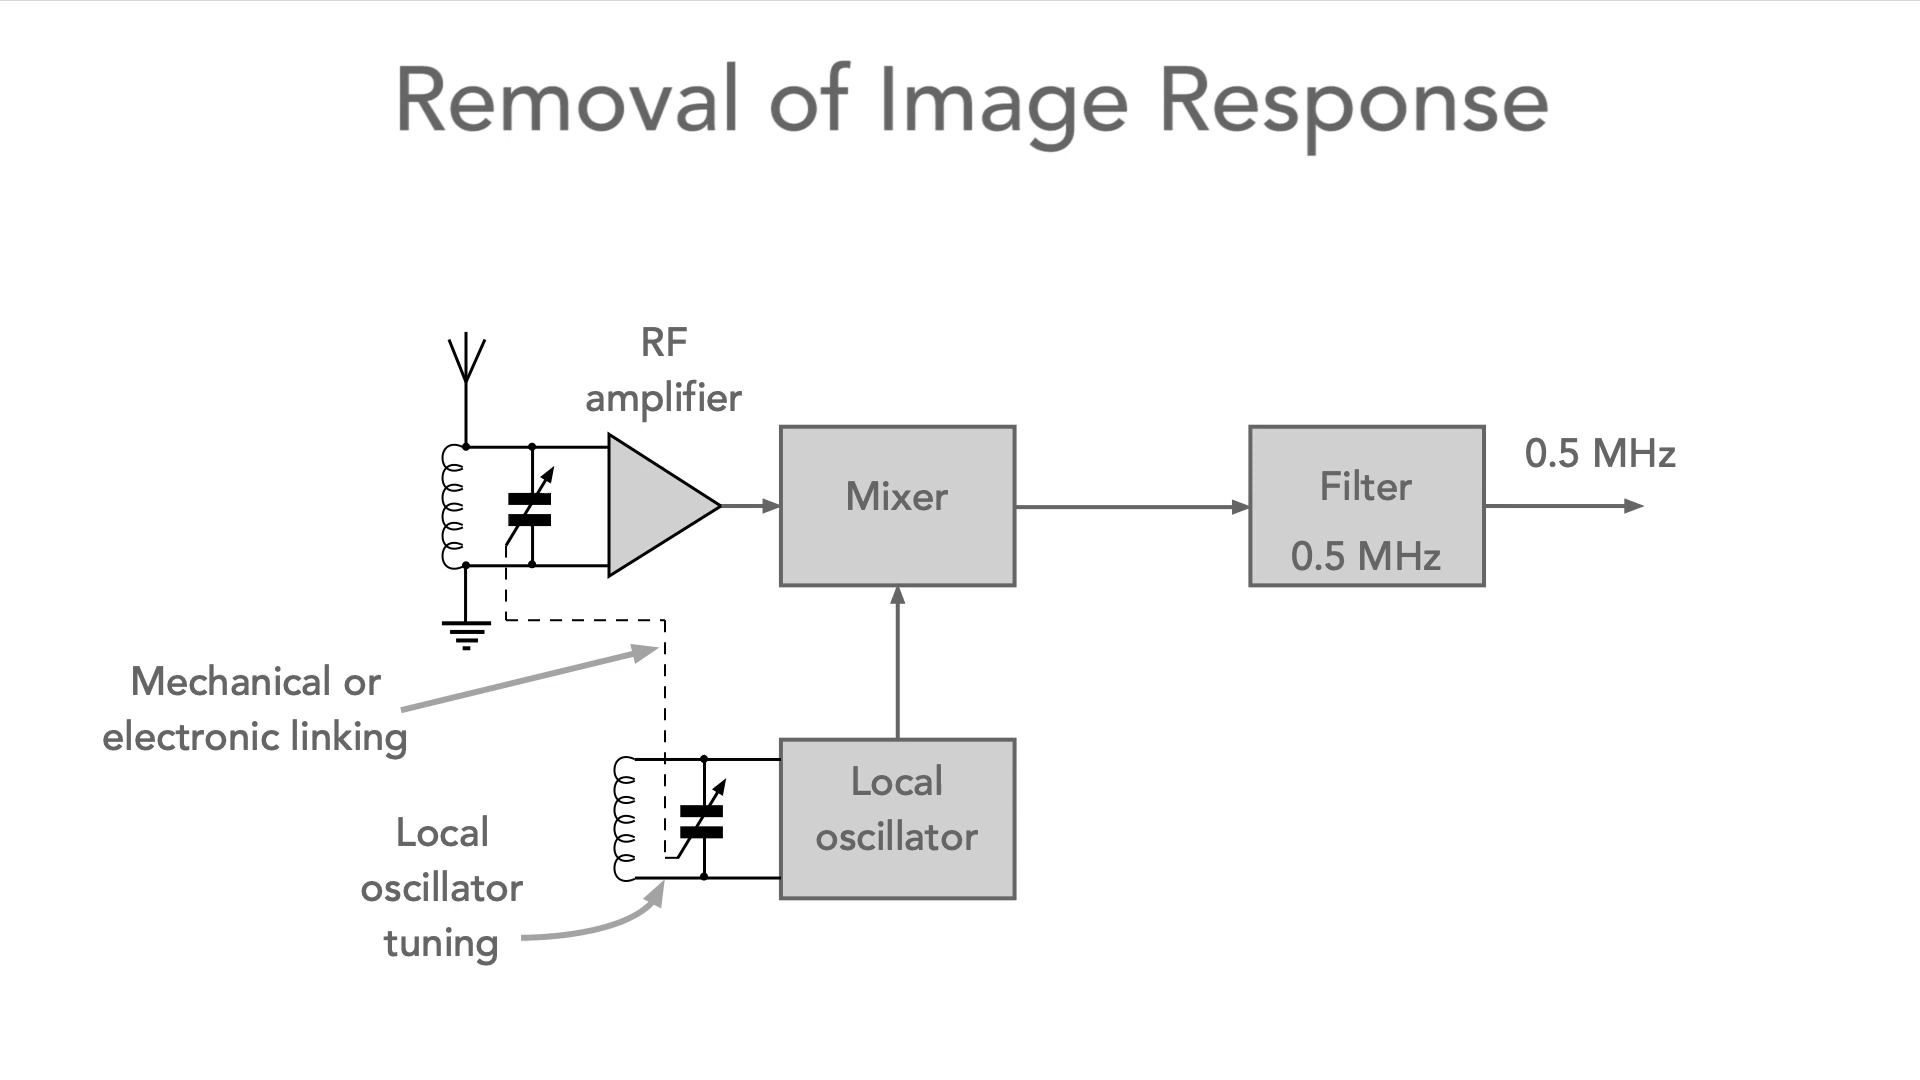 Removal of Image Response
RF
amplifier
Mixer
Filter
0.5 MHz
0.5 MHz
Mechanical or
electronic linking
Local
oscillator
Local
oscillator
tuning